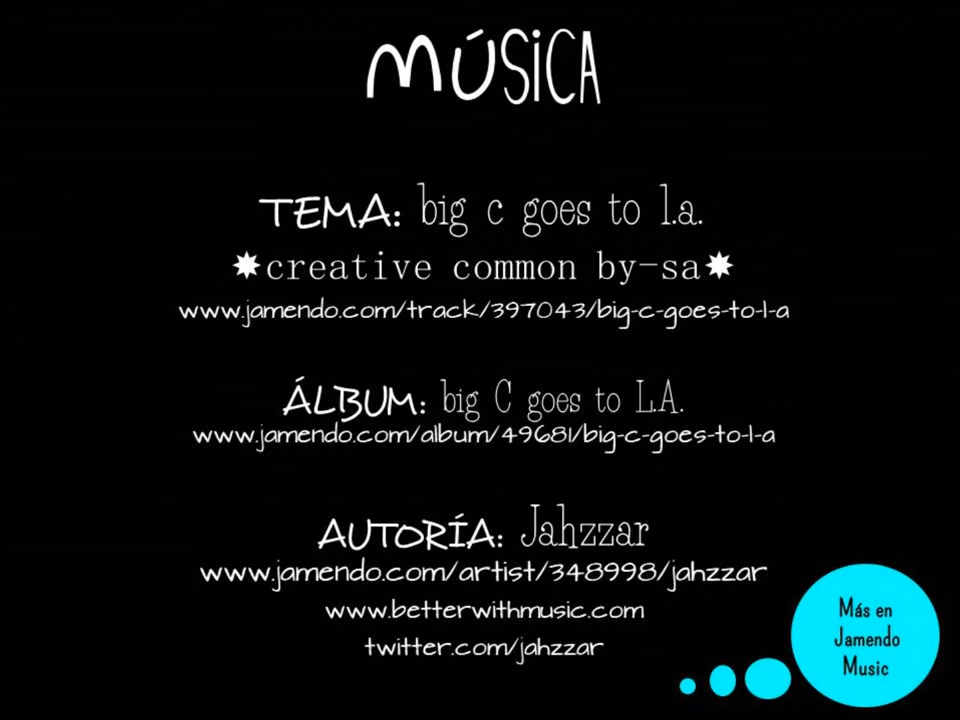 MÚSICA
TEMA: big c goes to l.a.
✸creative common by-sa✸
www.jamendo.com/track/397043/big-c-goes-to-l-a
ÁLBUM: big C goes to L.A.
www.jamendo.com/album/49681/big-c-goes-to-l-a
AUTORÍA: Jahzzar
www.jamendo.com/artist/348998/jahzzar
www.betterwithmusic.com
twitter.com/jahzzar
Más en
Jamendo
Music